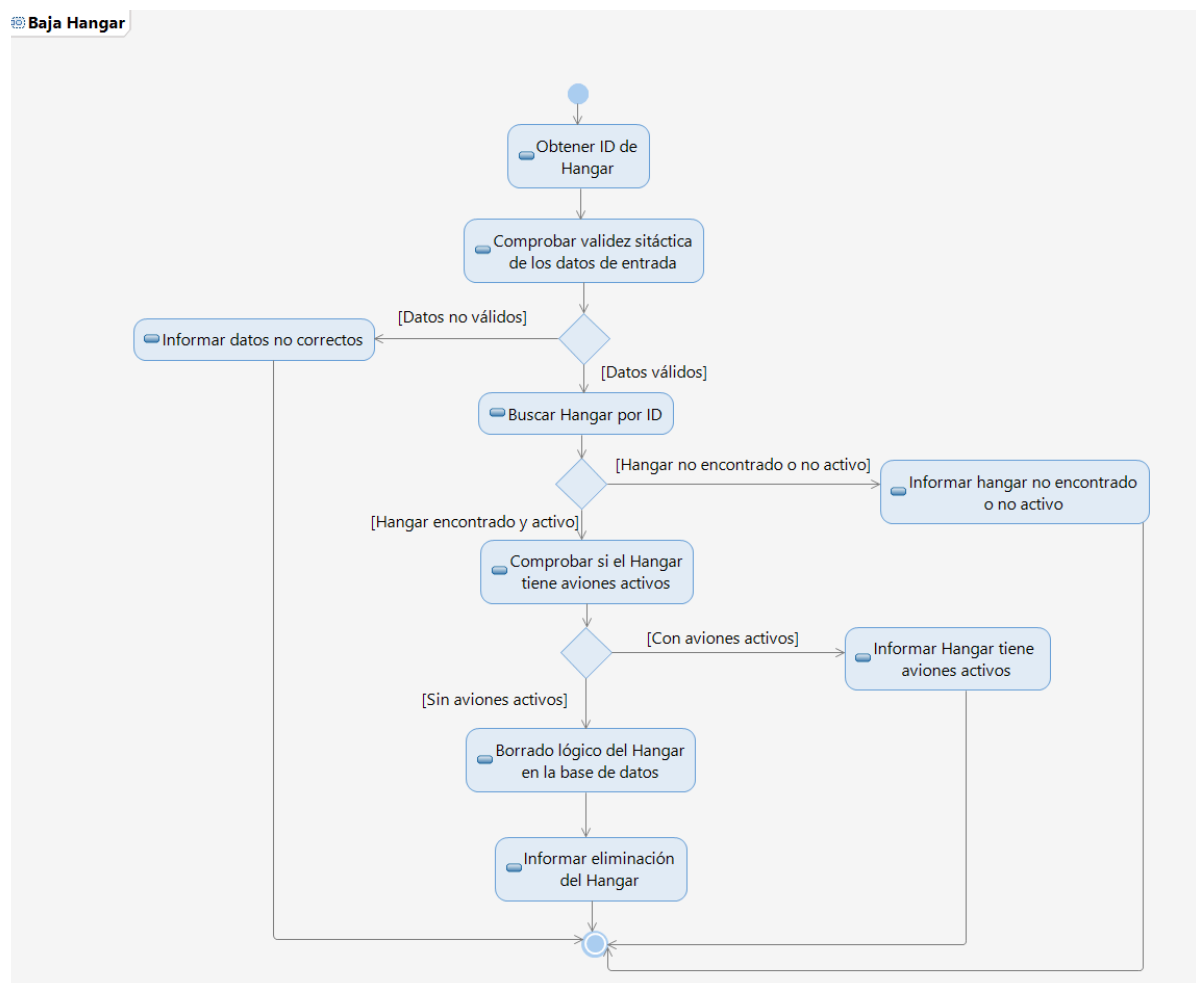 Baja Hangar
Obtener ID de
Hangar
Comprobar validez sitáctica
de los datos de entrada
[Datos no válidos]
Informar datos no correctos
[Datos válidos]
Buscar Hangar por ID
[Hangar no encontrado o no activo]
Informar hangar no encontrado
o no activo
[Hangar encontrado y activo]
Comprobar si el Hangar
tiene aviones activos
[Con aviones activos]
Informar Hangar tiene
aviones activos
[Sin aviones activos]
Borrado lógico del Hangar
en la base de datos
Informar eliminación
del Hangar